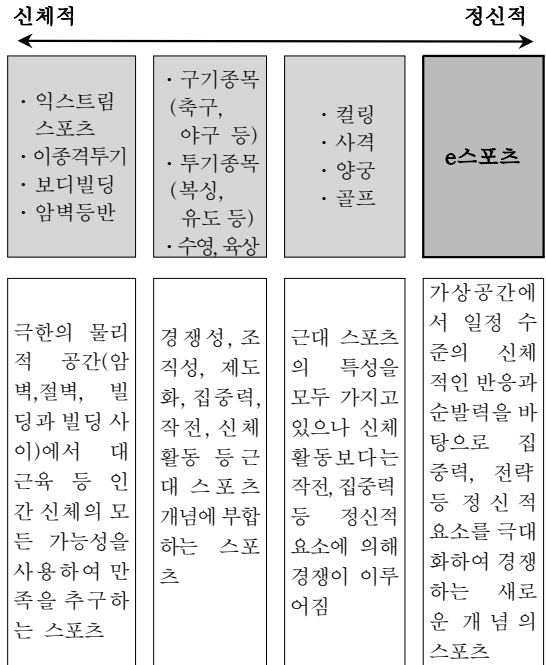 신체적 정신적
· 익스트림
스포츠
· 이종격투기
· 보디빌딩
· 암벽등반
· 구기종목
(축구,
야구 등)
· 투기종목
(복싱,
유도 등)
· 수영, 육상
· 컬링
· 사격
· 양궁
· 골프
e스포츠
극한의 물리
적 공간(암
벽,절벽, 빌
딩과 빌딩 사
이)에서 대
근육 등 인
간 신체의 모
든 가능성을
사용하여 만
족을 추구하
는 스포츠
경쟁성, 조
직성, 제도
화, 집중력,
작전, 신체
활동 등 근
대 스포츠
개념에 부합
하는 스포
츠
근대 스포츠
의 특성을
모두 가지고
있으나 신체
활동보다는
작전, 집중력
등 정신적
요소에 의해
경쟁이 이루
어짐
가상공간에
서 일정 수
준의 신체
적인 반응과
순발력을 바
탕으로 집
중력, 전략
등 정신적
요소를 극대
화하여 경쟁
하는 새로
운 개념의
스포츠